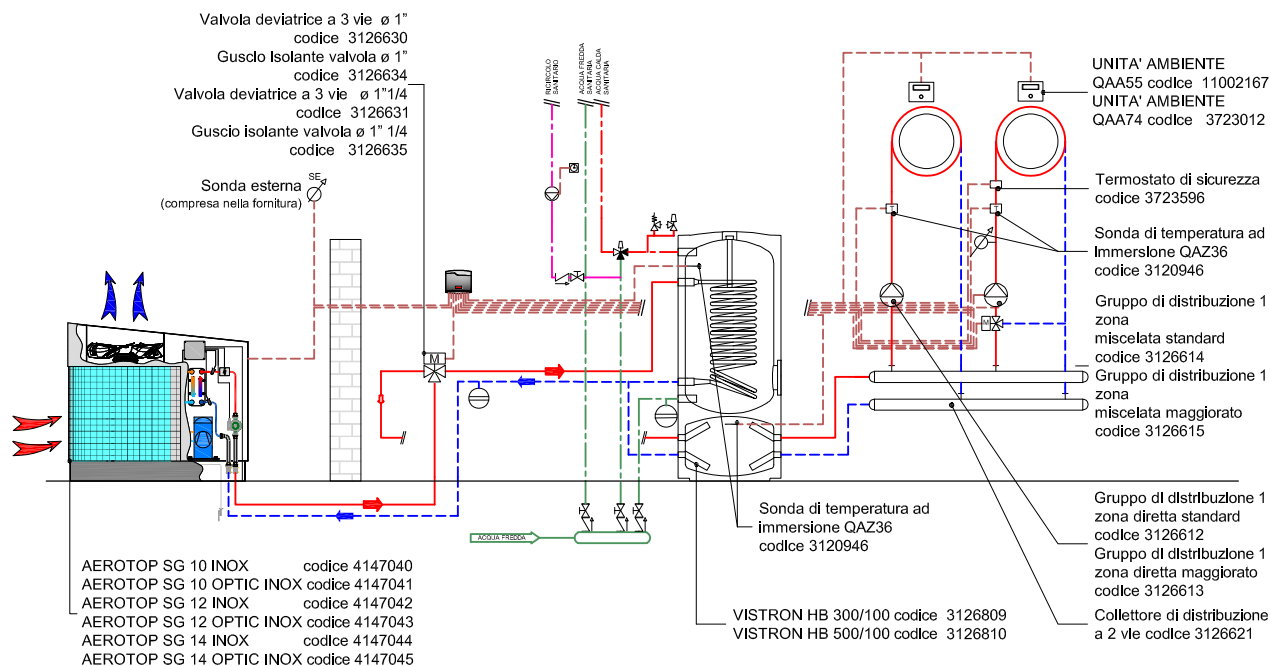 Valvola deviatrice a 3 vie ø 1"
codice 3126630
Guscio Isolante valvola ø 1"
codice 3126634
Valvola deviatrice a 3 vie ø 1"1/4
codice 3126631
Guscio isolante valvola ø 1" 1/4
codice 3126635
Sonda esterna
(compresa nella fornitura)
SE
RICIRCOLO
SANITARIO
ACQUA FREDDA
SANITARIA
ACQUA CALDA
SANITARIA
UNITA' AMBIENTE
QAA55 codice 11002167
UNITA' AMBIENTE
QAA74 codice 3723012
Termostato di sicurezza
codice 3723596
Sonda di temperatura ad
Immersione QAZ36
codice 3120946
Gruppo di distribuzione 1
zona
miscelata standard
codice 3126614
Gruppo di distribuzione 1
zona
miscelata maggiorato
codice 3126615
Gruppo di distribuzione 1
zona diretta standard
codice 3126612
Gruppo di distribuzione 1
zona diretta maggiorato
codice 3126613
Collettore di distribuzione
a 2 vie codice 3126621
M
T
T
T
M
Sonda di temperatura ad
immersione QAZ36
codice 3120946
ACQUA FREDDA
AEROTOP SG 10 INOX codice 4147040
AEROTOP SG 10 OPTIC INOX codice 4147041
AEROTOP SG 12 INOX codice 4147042
AEROTOP SG 12 OPTIC INOX codice 4147043
AEROTOP SG 14 INOX codice 4147044
AEROTOP SG 14 OPTIC INOX codice 4147045
VISTRON HB 300/100 codice 3126809
VISTRON HB 500/100 codice 3126810